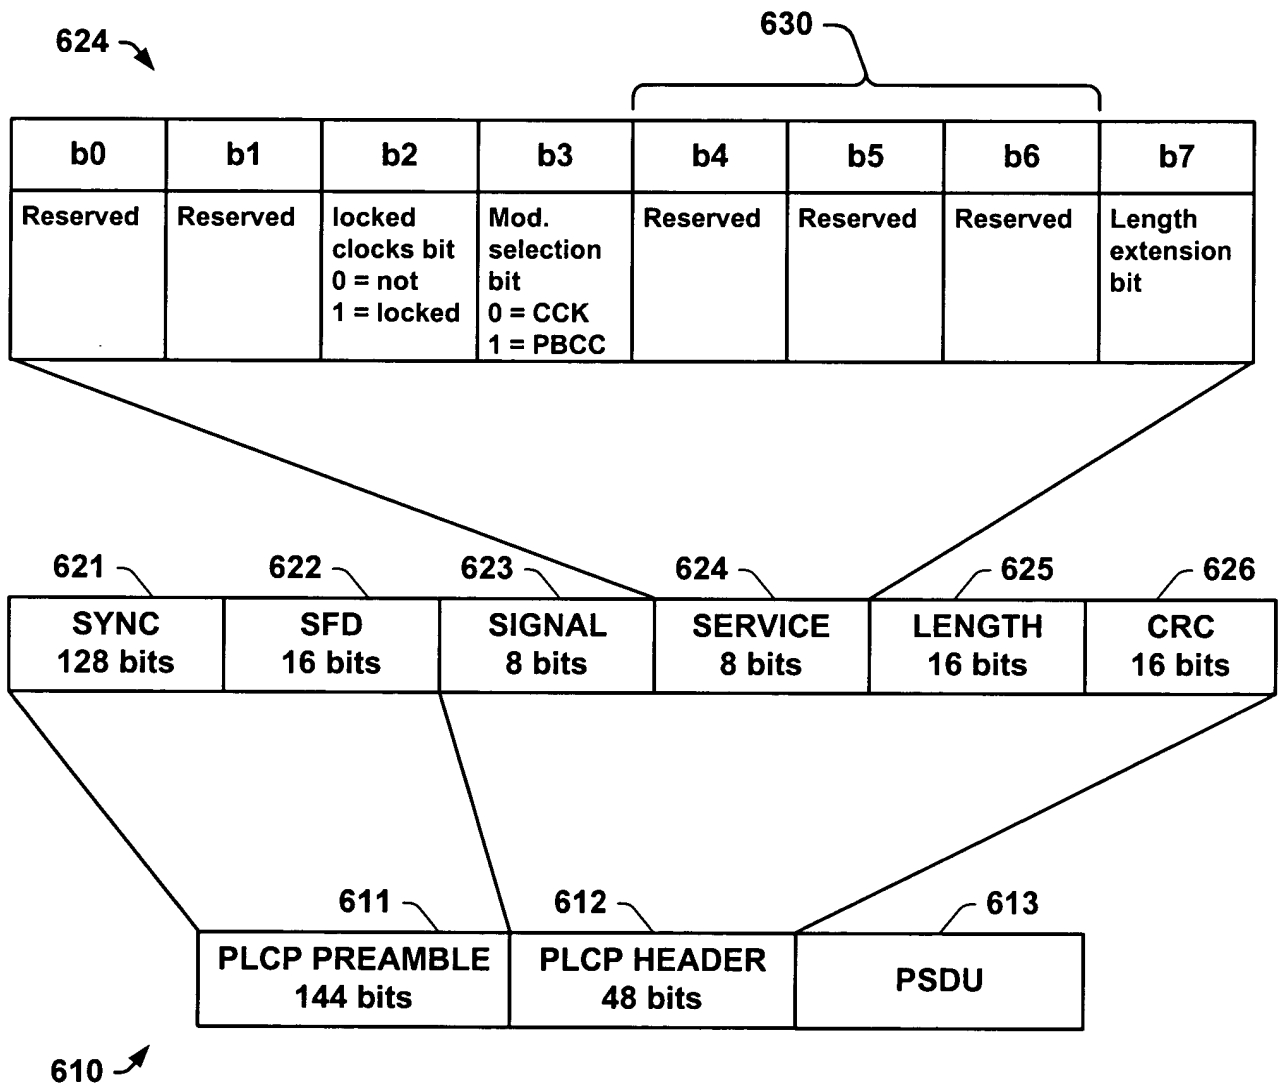 630
624
b0 b1 b2 b3 b4 b5 b6 b7
Reserved
Reserved
locked
clocks bit
0 = not
1 = locked
Mod.
selection
bit
0 = CCK
1 = PBCC
Reserved
Reserved
Reserved
Length
extension
bit
621 622 623 624 625 626
SYNC
128 bits
SFD
16 bits
SIGNAL
8 bits
SERVICE
8 bits
LENGTH
16 bits
CRC
16 bits
611 612 613
PLCP PREAMBLE
144 bits
PLCP HEADER
48 bits
PSDU
610